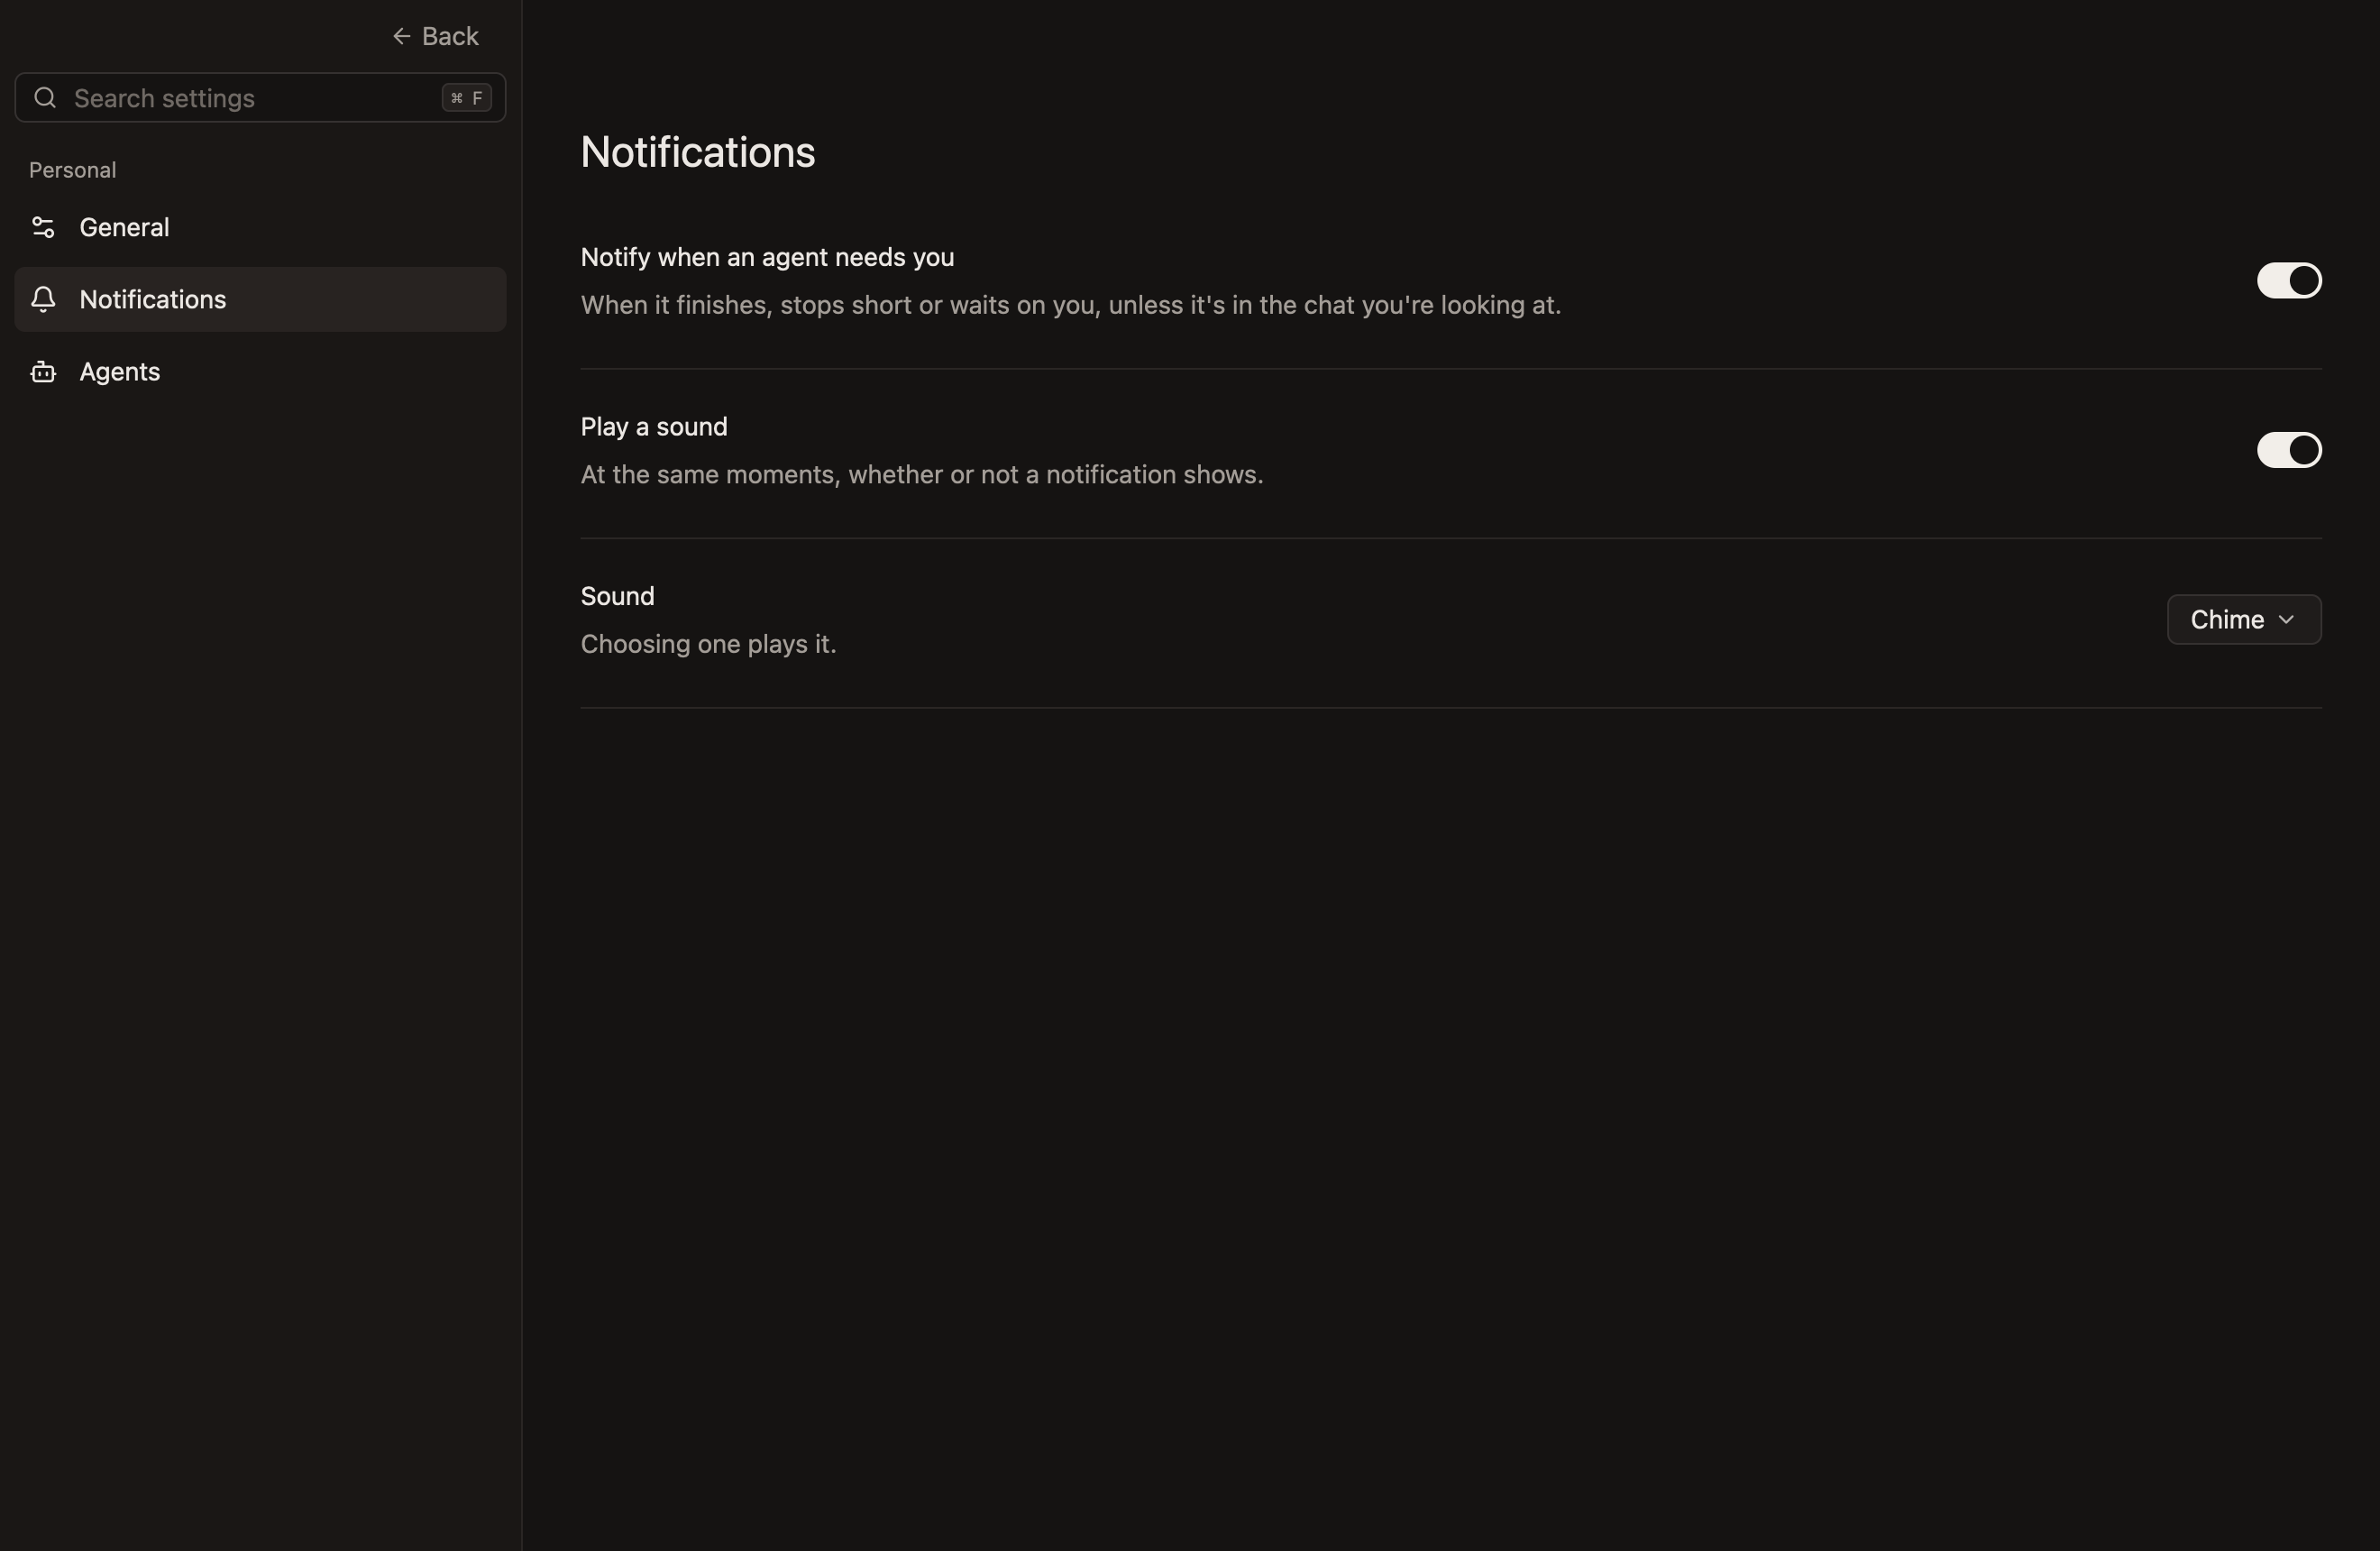 Back
Search settings
⌘ F
Personal
General
Notifications
Agents
Notifications
Notify when an agent needs you
When it finishes, stops short or waits on you, unless it's in the chat you're looking at.
Play a sound
At the same moments, whether or not a notification shows.
Sound
Choosing one plays it.
Chime